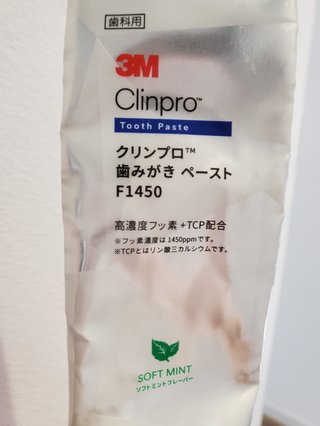 歯科用
3M
Clinpro™
Tooth Paste
クリンプロ™
歯みがき ペースト
F1450
高濃度フッ素+TCP配合
※フッ素濃度は1450ppmです。
※TCPとはリン酸三カルシウムです。
SOFT MINT
ソフトミントフレーバー